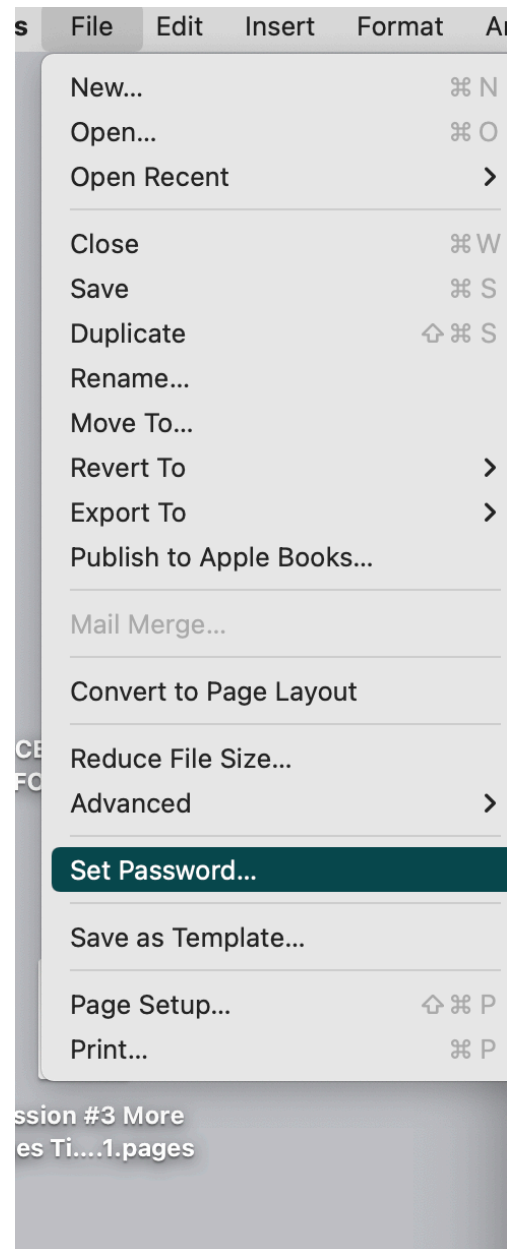 s File Edit Insert Format A
New... ⌘ N
Open... ⌘ O
Open Recent >
Close ⌘ W
Save ⌘ S
Duplicate ⇧ ⌘ S
Rename...
Move To...
Revert To >
Export To >
Publish to Apple Books...
Mail Merge...
Convert to Page Layout
CE
FO
Reduce File Size...
Advanced >
Set Password...
Save as Template...
Page Setup... ⇧ ⌘ P
Print... ⌘ P
ssion #3 More
es Ti....1.pages